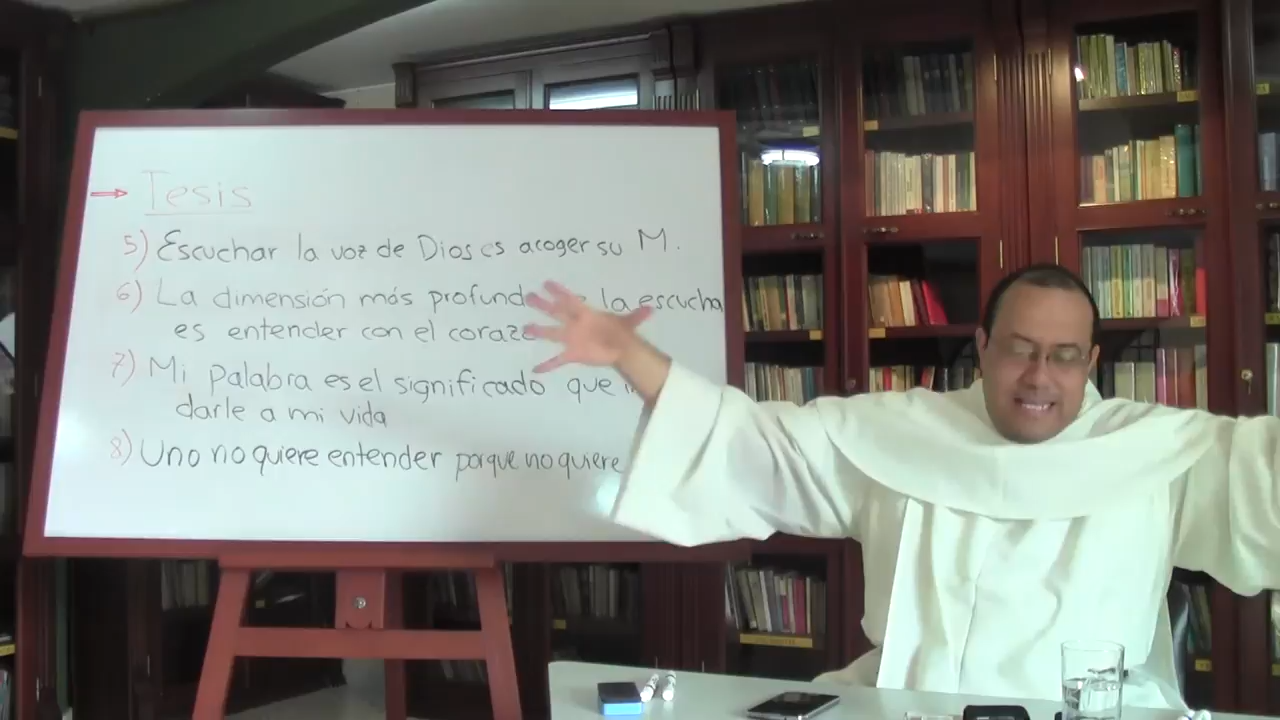 → Tesis
5) Escuchar la voz de Dios es acoger su M.
6) La dimensión más profund la escucha
es entender con el coraz
7) Mi palabra es el significado que
darle a mi vida
8) Uno no quiere entender porque no quiere